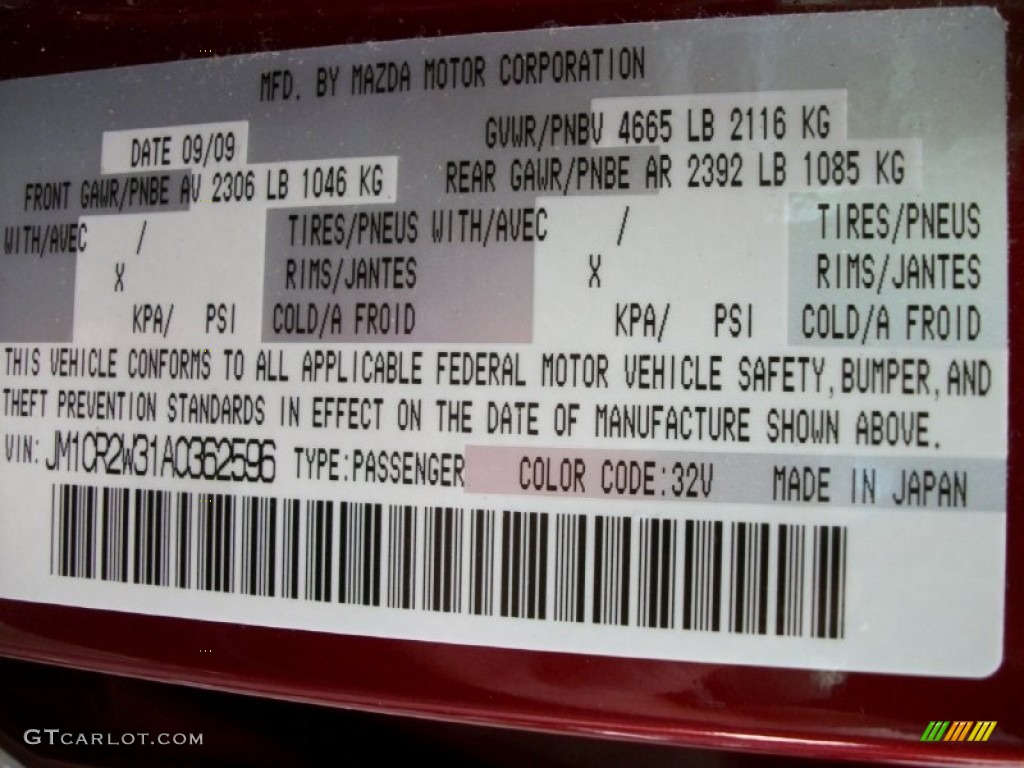 MFD. BY MAZDA MOTOR CORPORATION
DATE 09/09 GVWR/PNBV 4665 LB 2116 KG
FRONT GAWR/PNBE AV 2306 LB 1046 KG REAR GAWR/PNBE AR 2392 LB 1085 KG
WITH/AVEC / TIRES/PNEUS WITH/AVEC / TIRES/PNEUS
X RIMS/JANTES X RIMS/JANTES
KPA/ PSI COLD/A FROID KPA/ PSI COLD/A FROID
THIS VEHICLE CONFORMS TO ALL APPLICABLE FEDERAL MOTOR VEHICLE SAFETY, BUMPER, AND
THEFT PREVENTION STANDARDS IN EFFECT ON THE DATE OF MANUFACTURE SHOWN ABOVE.
VIN: JM1CR2W31A0362596 TYPE:PASSENGER COLOR CODE:32V MADE IN JAPAN
GTCARLOT.COM